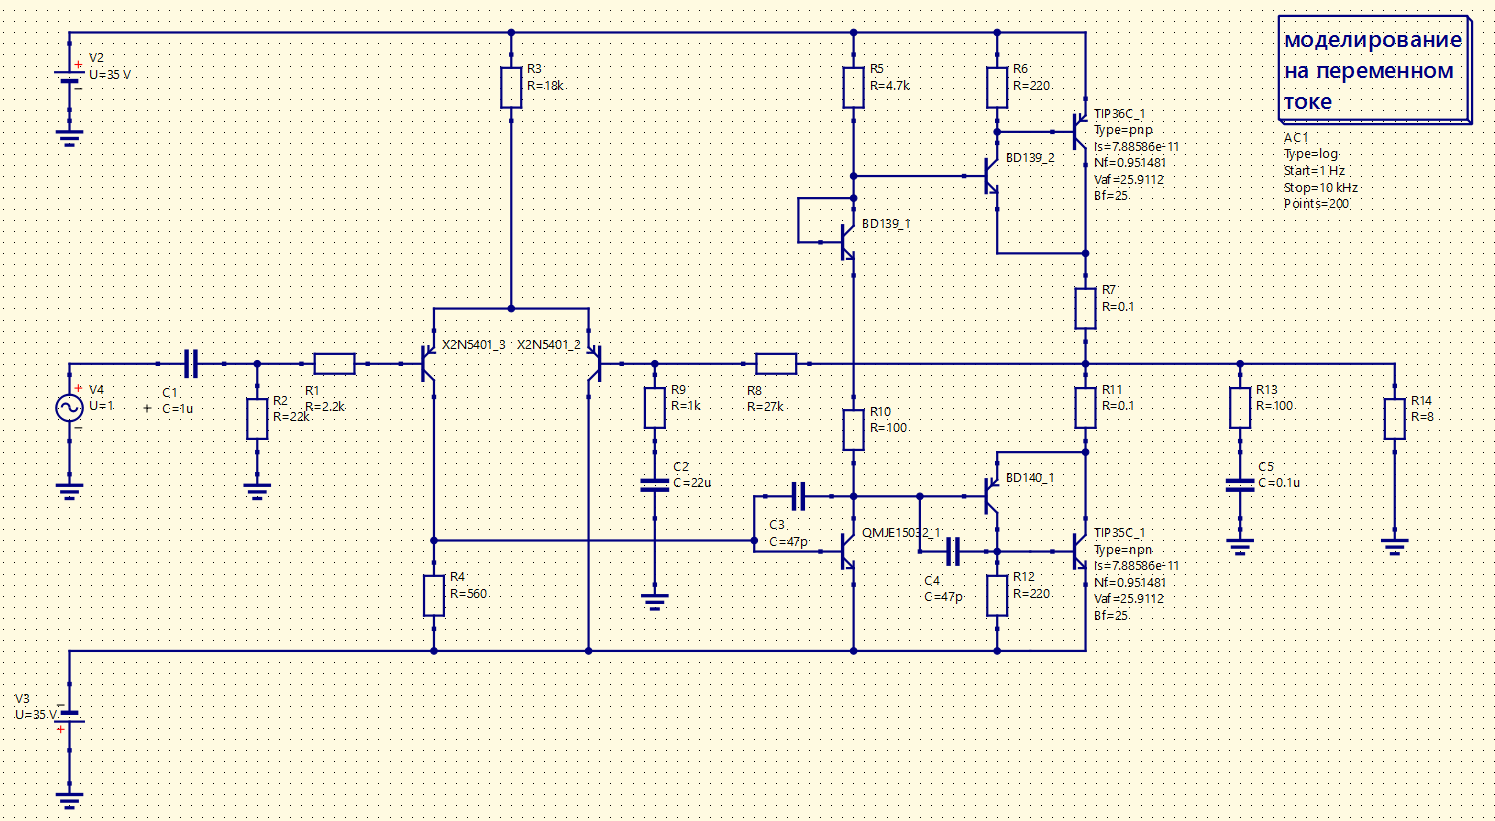 моделирование
на переменном
токе
AC1
Type=log
Start=1 Hz
Stop=10 kHz
Points=200
V2
U=35 V
R3
R=18k
R5
R=4.7k
R6
R=220
TIP36C_1
Type=pnp
Is=7.88586e-11
Nf=0.951481
Vaf=25.9112
Bf=25
BD139_2
BD139_1
R7
R=0.1
X2N5401_3
X2N5401_2
V4
U=1
C1
C=1u
R2
R=22k
R1
R=2.2k
R9
R=1k
R8
R=27k
R10
R=100
R11
R=0.1
R13
R=100
R14
R=8
C2
C=22u
C5
C=0.1u
BD140_1
C3
C=47p
QMJE15032_1
TIP35C_1
Type=npn
Is=7.88586e-11
Nf=0.951481
Vaf=25.9112
Bf=25
R4
R=560
C4
C=47p
R12
R=220
V3
U=35 V